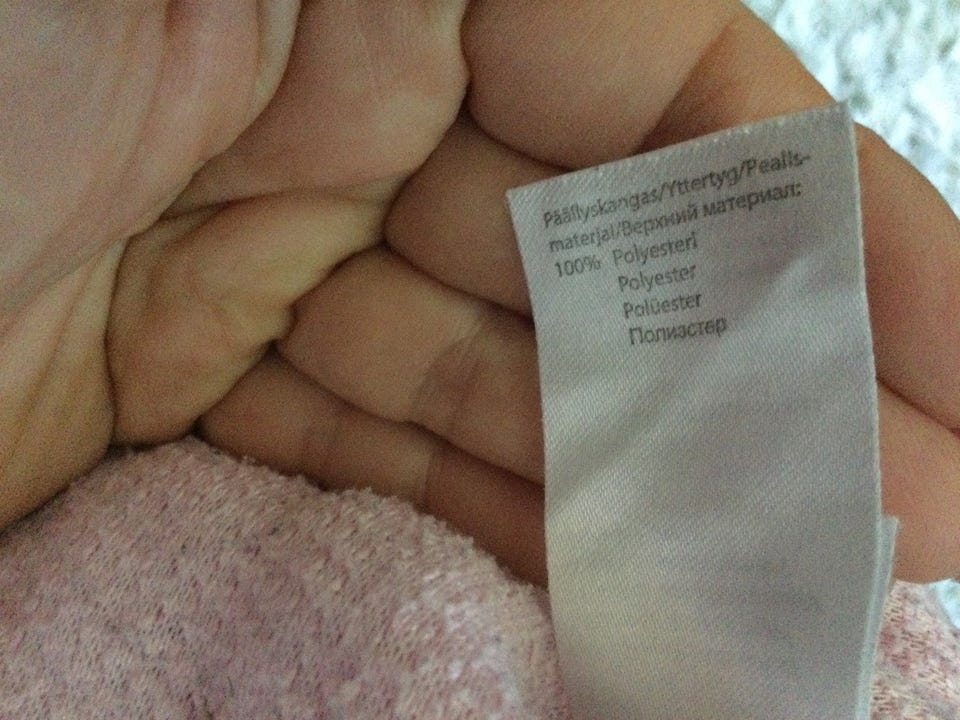 Päällyskangas/Yttertyg/Pealis-
materjal/Верхний материал:
100% Polyesteri
Polyester
Polüester
Полиэстер